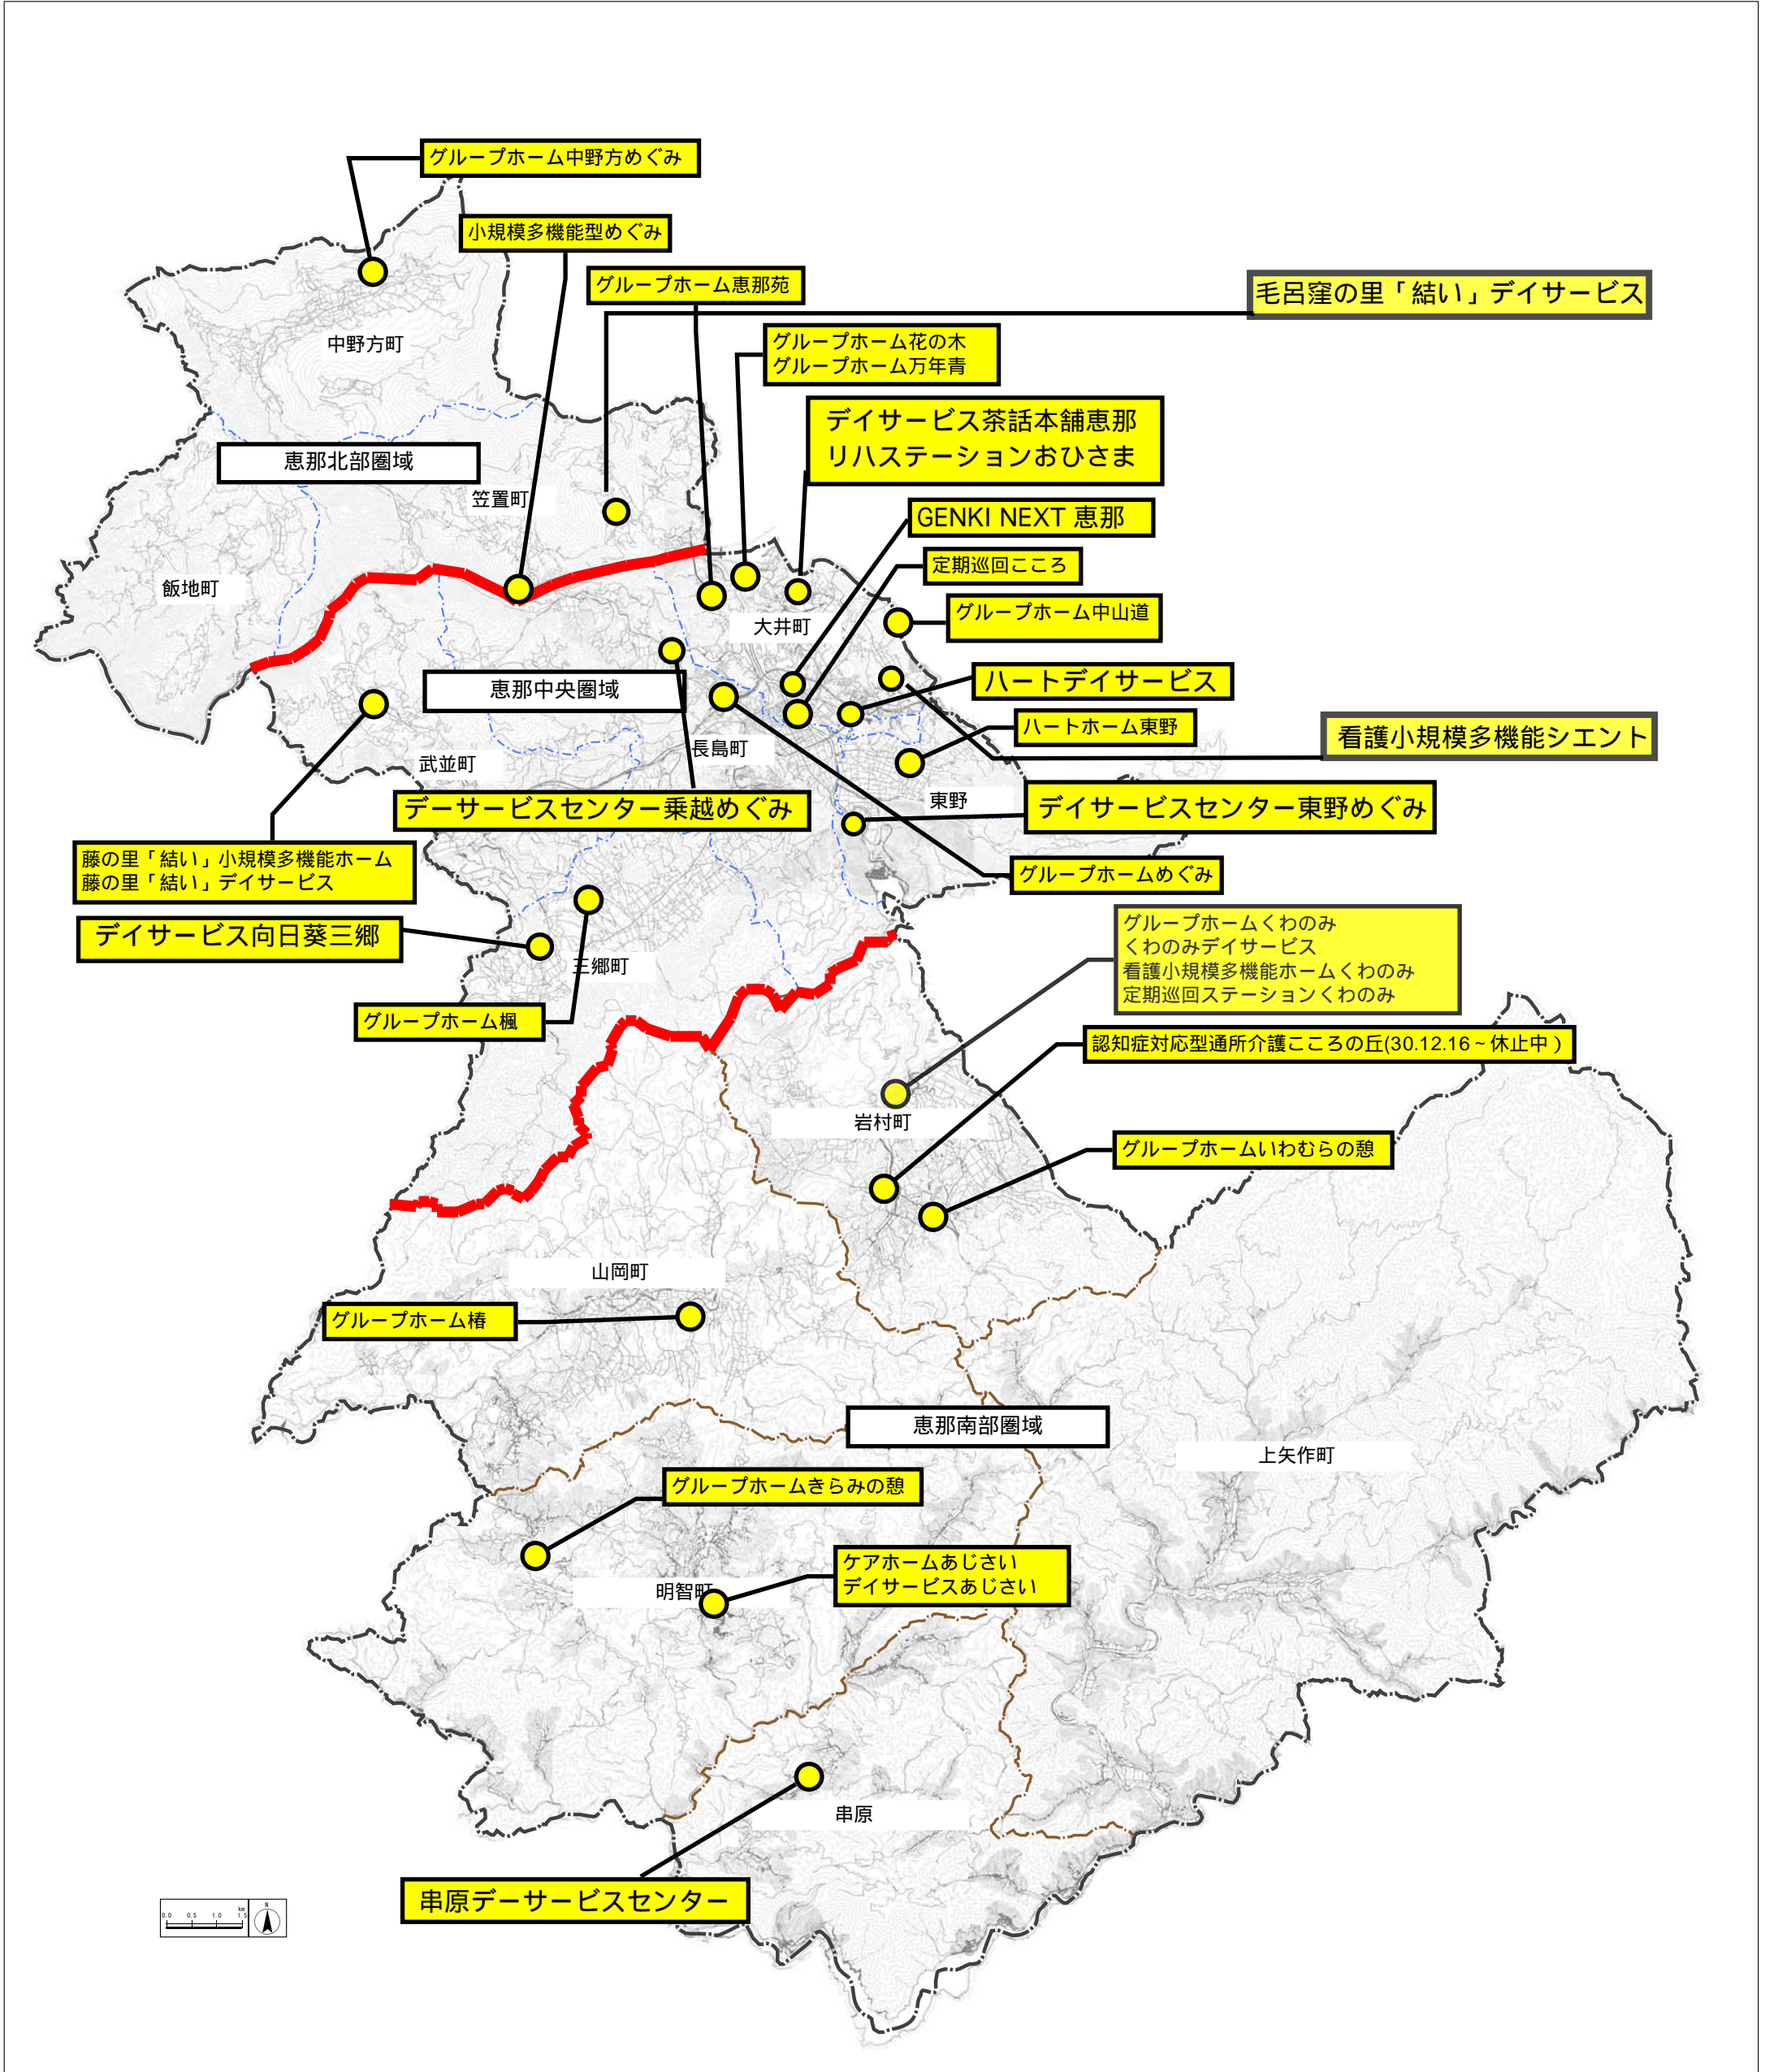 グループホーム中野方めぐみ
小規模多機能型めぐみ
グループホーム恵那苑
毛呂窪の里「結い」デイサービス
グループホーム花の木
グループホーム万年青
中野方町
デイサービス茶話本舗恵那
リハステーションおひさま
恵那北部圏域
笠置町
GENKI NEXT 恵那
定期巡回こころ
飯地町
グループホーム中山道
大井町
ハートデイサービス
恵那中央圏域
ハートホーム東野
看護小規模多機能シエント
長島町
武並町
東野
デーサービスセンター乗越めぐみ
デイサービスセンター東野めぐみ
藤の里「結い」小規模多機能ホーム
藤の里「結い」デイサービス
グループホームめぐみ
デイサービス向日葵三郷
三郷町
グループホームくわのみ
くわのみデイサービス
看護小規模多機能ホームくわのみ
定期巡回ステーションくわのみ
グループホーム楓
認知症対応型通所介護こころの丘(30.12.16~休止中)
岩村町
グループホームいわむらの憩
山岡町
グループホーム椿
恵那南部圏域
上矢作町
グループホームきらみの憩
ケアホームあじさい
デイサービスあじさい
明智町
串原
串原デーサービスセンター
km
0.0 0.5 1.0 1.5
N